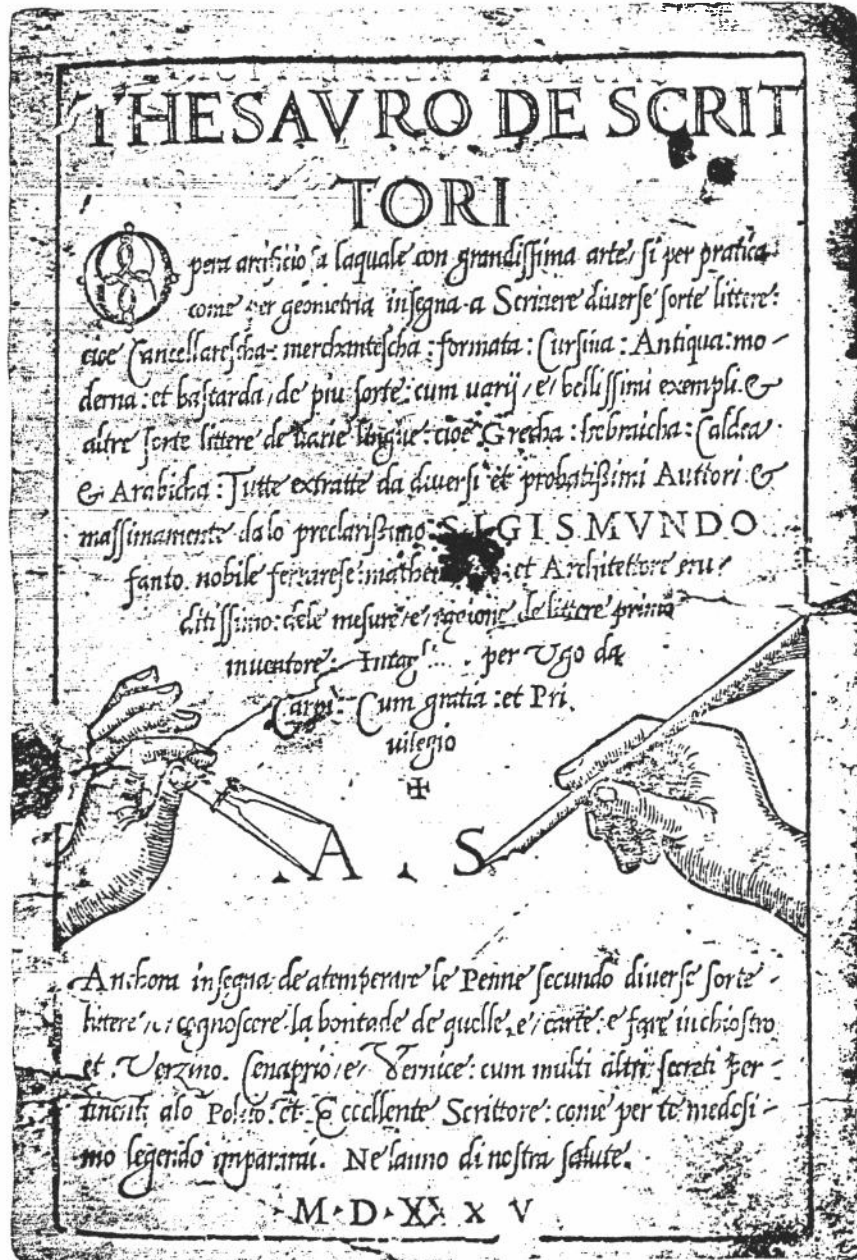 THESAVRO DE SCRIT
TORI
Opera artificiosa laquale con grandissima arte, si per pratica
come per geometria insegna a Scriuere diuerse sorte littere:
cioe Cancellarescha: merchantescha: formata: Cursiua: Antiqua: mo-
derna: et bastarda, de piu sorte: cum uarij, e, bellissimi exempli. &
altre sorte littere de uarie lingue: cioe Grecha: hebraicha: Caldea
& Arabicha: Tutte extratte da diuersi et probatissimi Auttori &
massimamente da lo preclarissimo SIGISMVNDO
fanto nobile ferrarese: et Architettore eru-
ditissimo: dele mesure, e, ragione de littere primo
inuentore: per Ugo da
Carpi: Cum gratia: et Pri
uilegio
A S
Anchora insegna de atemperare le Penne secundo diuerse sorte
littere, cognoscere la bontade de quelle, e, carte: e fare inchiostro
et Verzino. Cenaprio, e, Vernice: cum multi altri secreti per
tinenti alo Polito et Eccellente Scrittore: come per te medesi-
mo legendo impararai. Ne lanno di nostra salute.
M D XX X V